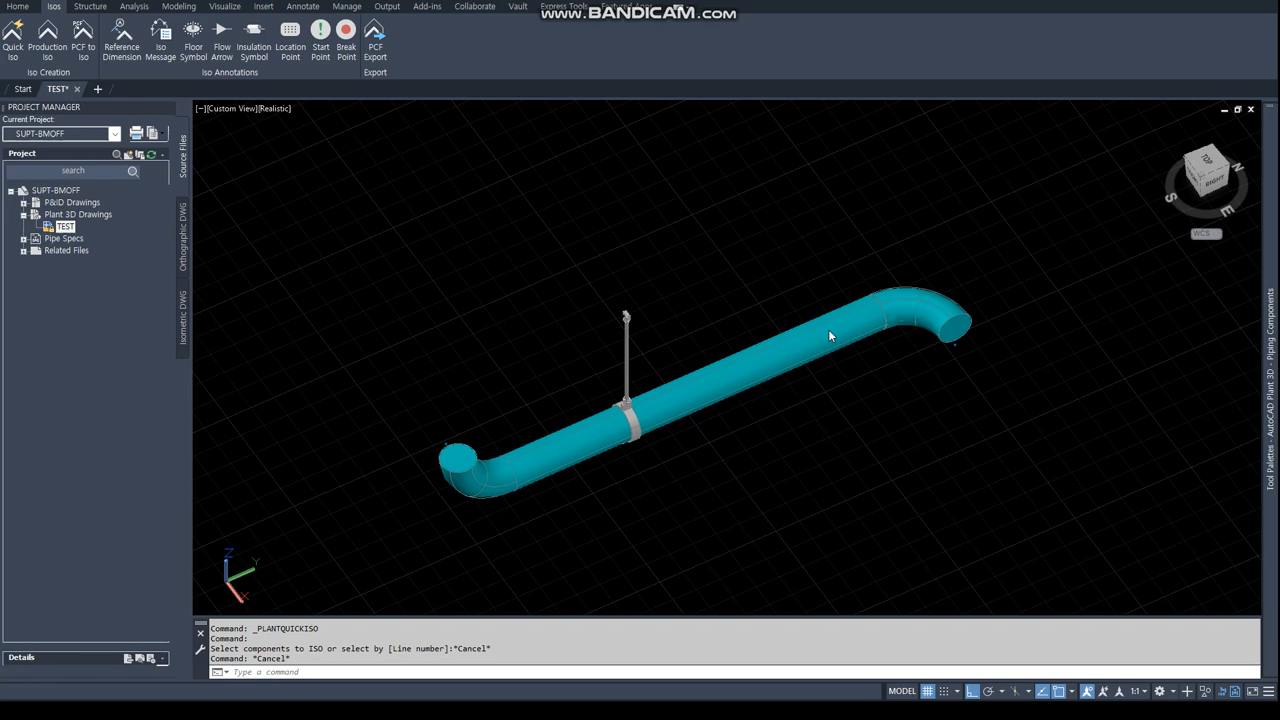 www.BANDICAM.com
Home Isos Structure Analysis Modeling Visualize Insert Annotate Manage Output Add-ins Collaborate Vault Express Tools Featured Apps
Quick Iso
Production Iso
PCF to Iso
Reference Dimension
Iso Message
Floor Symbol
Flow Arrow
Insulation Symbol
Location Point
Start Point
Break Point
PCF Export
Iso Creation Iso Annotations Export
Start TEST*
PROJECT MANAGER
Current Project:
SUPT-BMOFF
Project
search
SUPT-BMOFF
P&ID Drawings
Plant 3D Drawings
TEST
Pipe Specs
Related Files
Source Files
Orthographic DWG
Isometric DWG
Details
[−][Custom View][Realistic]
TOP
RIGHT
N
S
E
WCS
Z
Y
X
Tool Palettes - AutoCAD Plant 3D - Piping Components
Command: _PLANTQUICKISO
Command:
Select components to ISO or select by [Line number]:*Cancel*
Command: *Cancel*
Type a command
MODEL 1:1